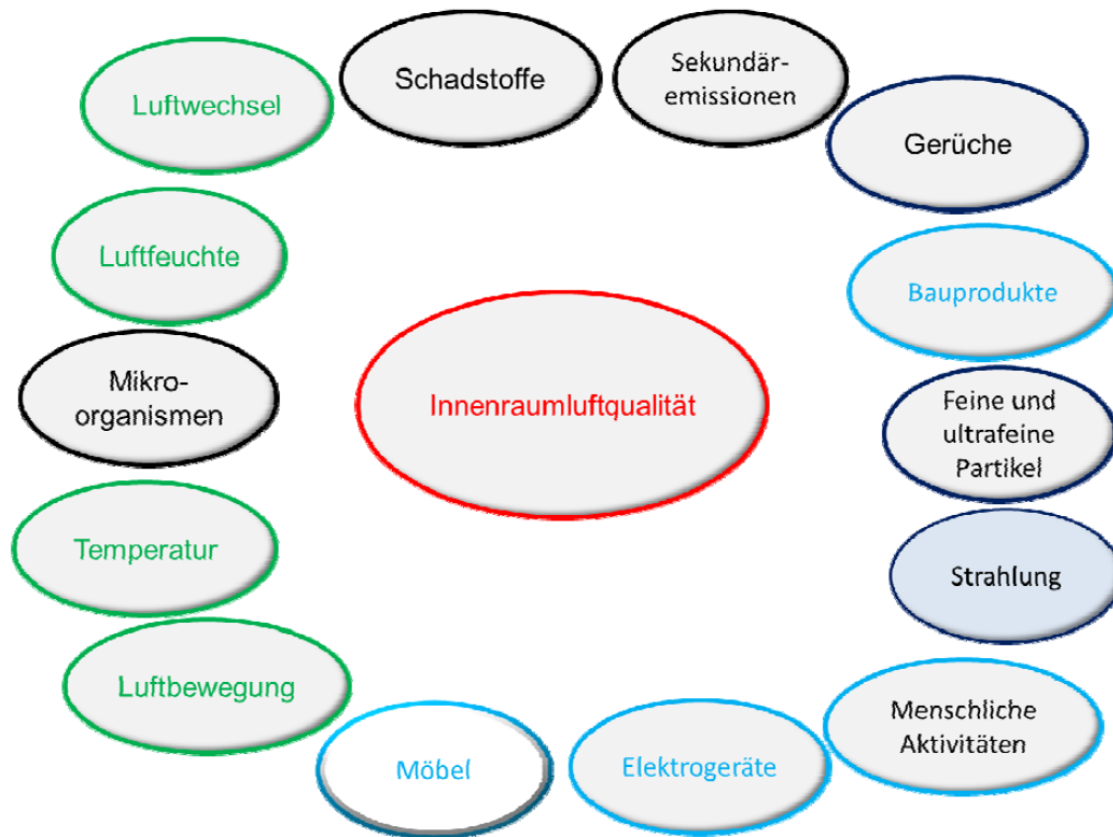 Luftwechsel
Schadstoffe
Sekundär-
emissionen
Gerüche
Luftfeuchte
Bauprodukte
Mikro-
organismen
Innenraumluftqualität
Feine und
ultrafeine
Partikel
Temperatur
Strahlung
Luftbewegung
Möbel
Elektrogeräte
Menschliche
Aktivitäten